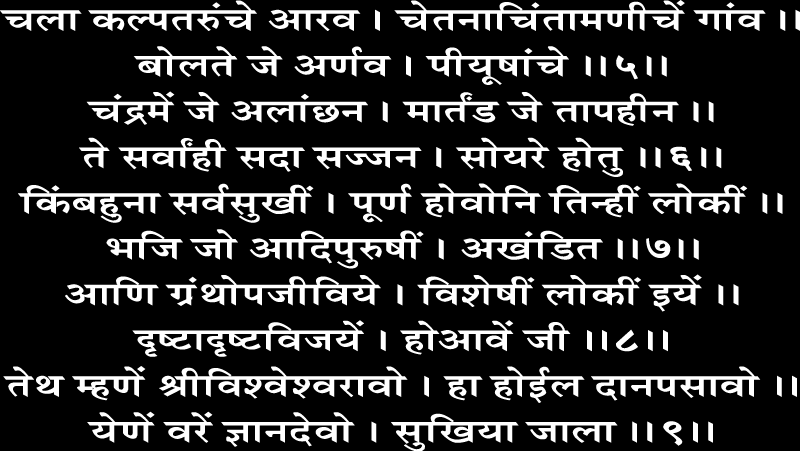 चला कल्पतरुंचे आरव । चेतनाचिंतामणीचें गांव ।।
बोलते जे अर्णव । पीयूषांचे ।।५।।
चंद्रमें जे अलांछन । मार्तंड जे तापहीन ।।
ते सर्वांही सदा सज्जन । सोयरे होतु ।।६।।
किंबहुना सर्वसुखीं । पूर्ण होवोनि तिन्हीं लोकीं ।।
भजि जो आदिपुरुषीं । अखंडित ।।७।।
आणि ग्रंथोपजीविये । विशेषीं लोकीं इयें ।।
दृष्टादृष्टविजयें । होआवें जी ।।८।।
तेथ म्हणें श्रीविश्वेश्वरावो । हा होईल दानपसावो ।।
येणें वरें ज्ञानदेवो । सुखिया जाला ।।९।।